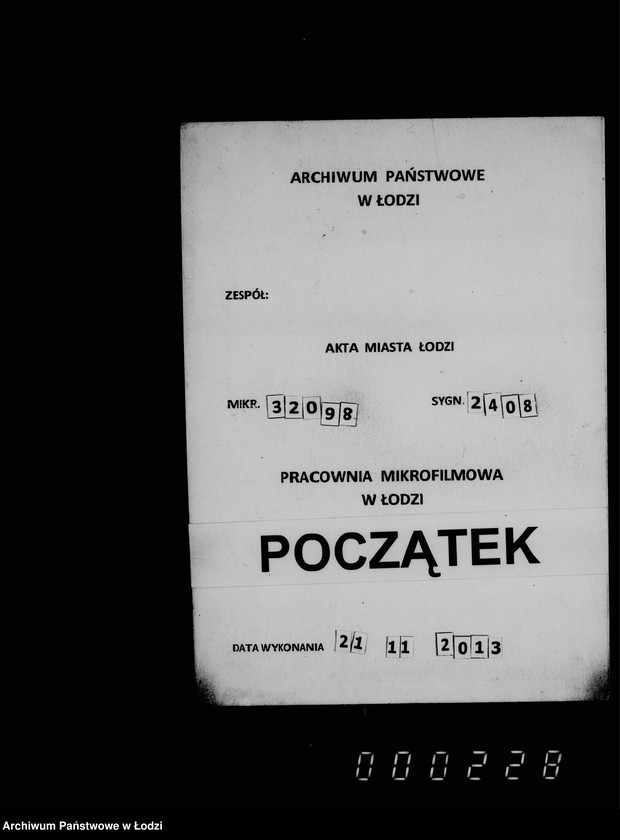 ARCHIWUM PAŃSTWOWE
W ŁODZI
ZESPÓŁ:
AKTA MIASTA ŁODZI
MIKR. 32098 SYGN. 2408
PRACOWNIA MIKROFILMOWA
W ŁODZI
POCZĄTEK
DATA WYKONANIA 21 11 2013
000228
Archiwum Państwowe w Łodzi